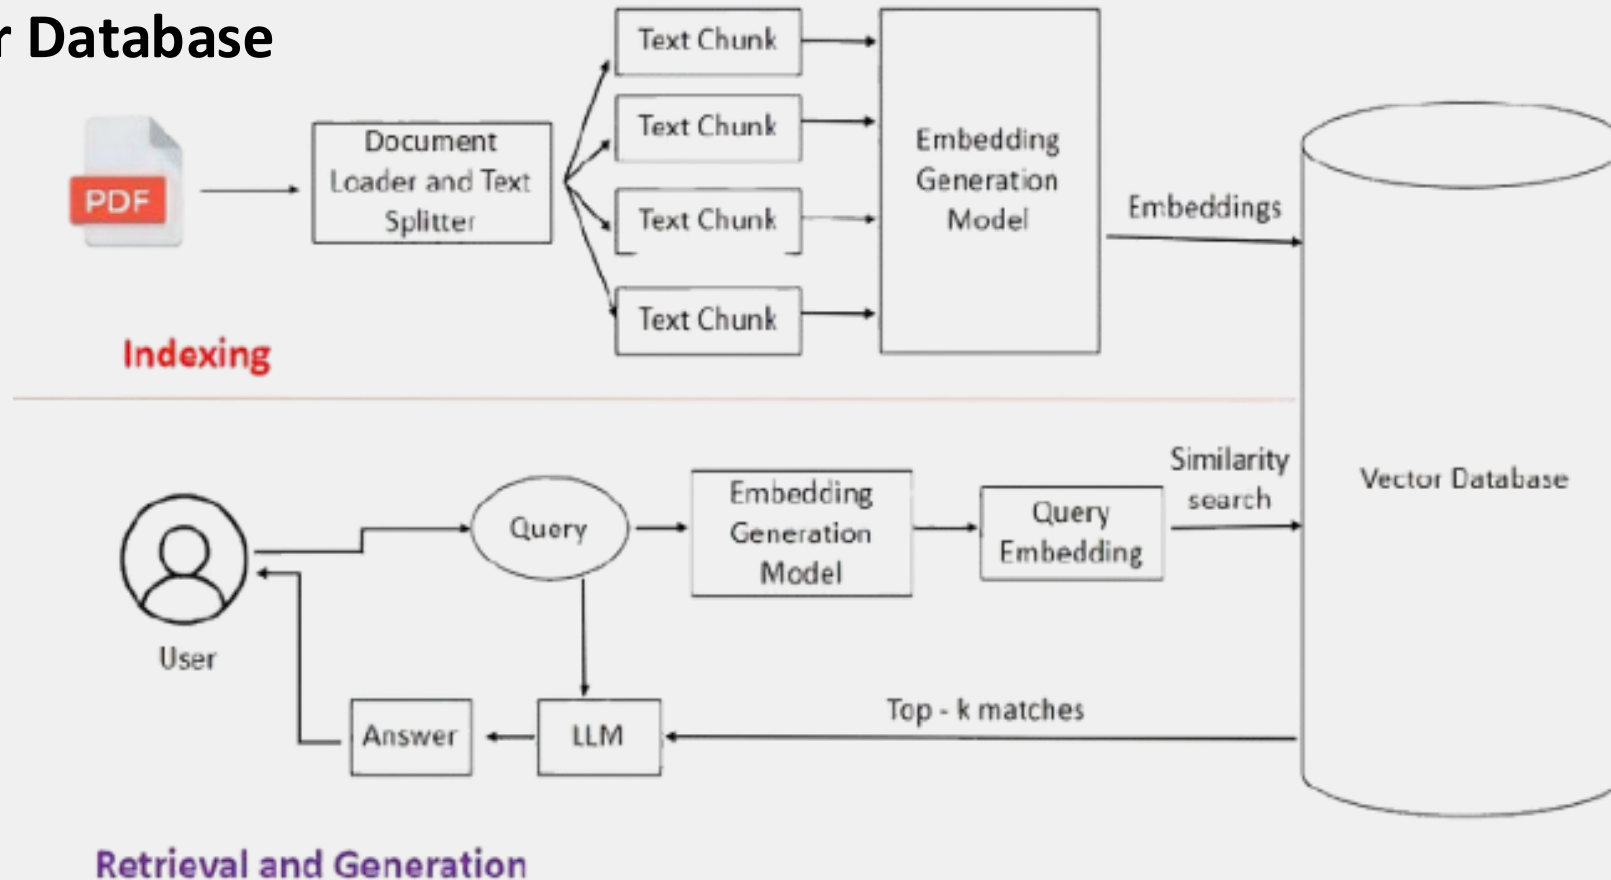 r Database
PDF
Document
Loader and Text
Splitter
Text Chunk
Text Chunk
Text Chunk
Text Chunk
Embedding
Generation
Model
Embeddings
Indexing
Vector Database
User
Query
Embedding
Generation
Model
Query
Embedding
Similarity
search
Top - k matches
LLM
Answer
Retrieval and Generation